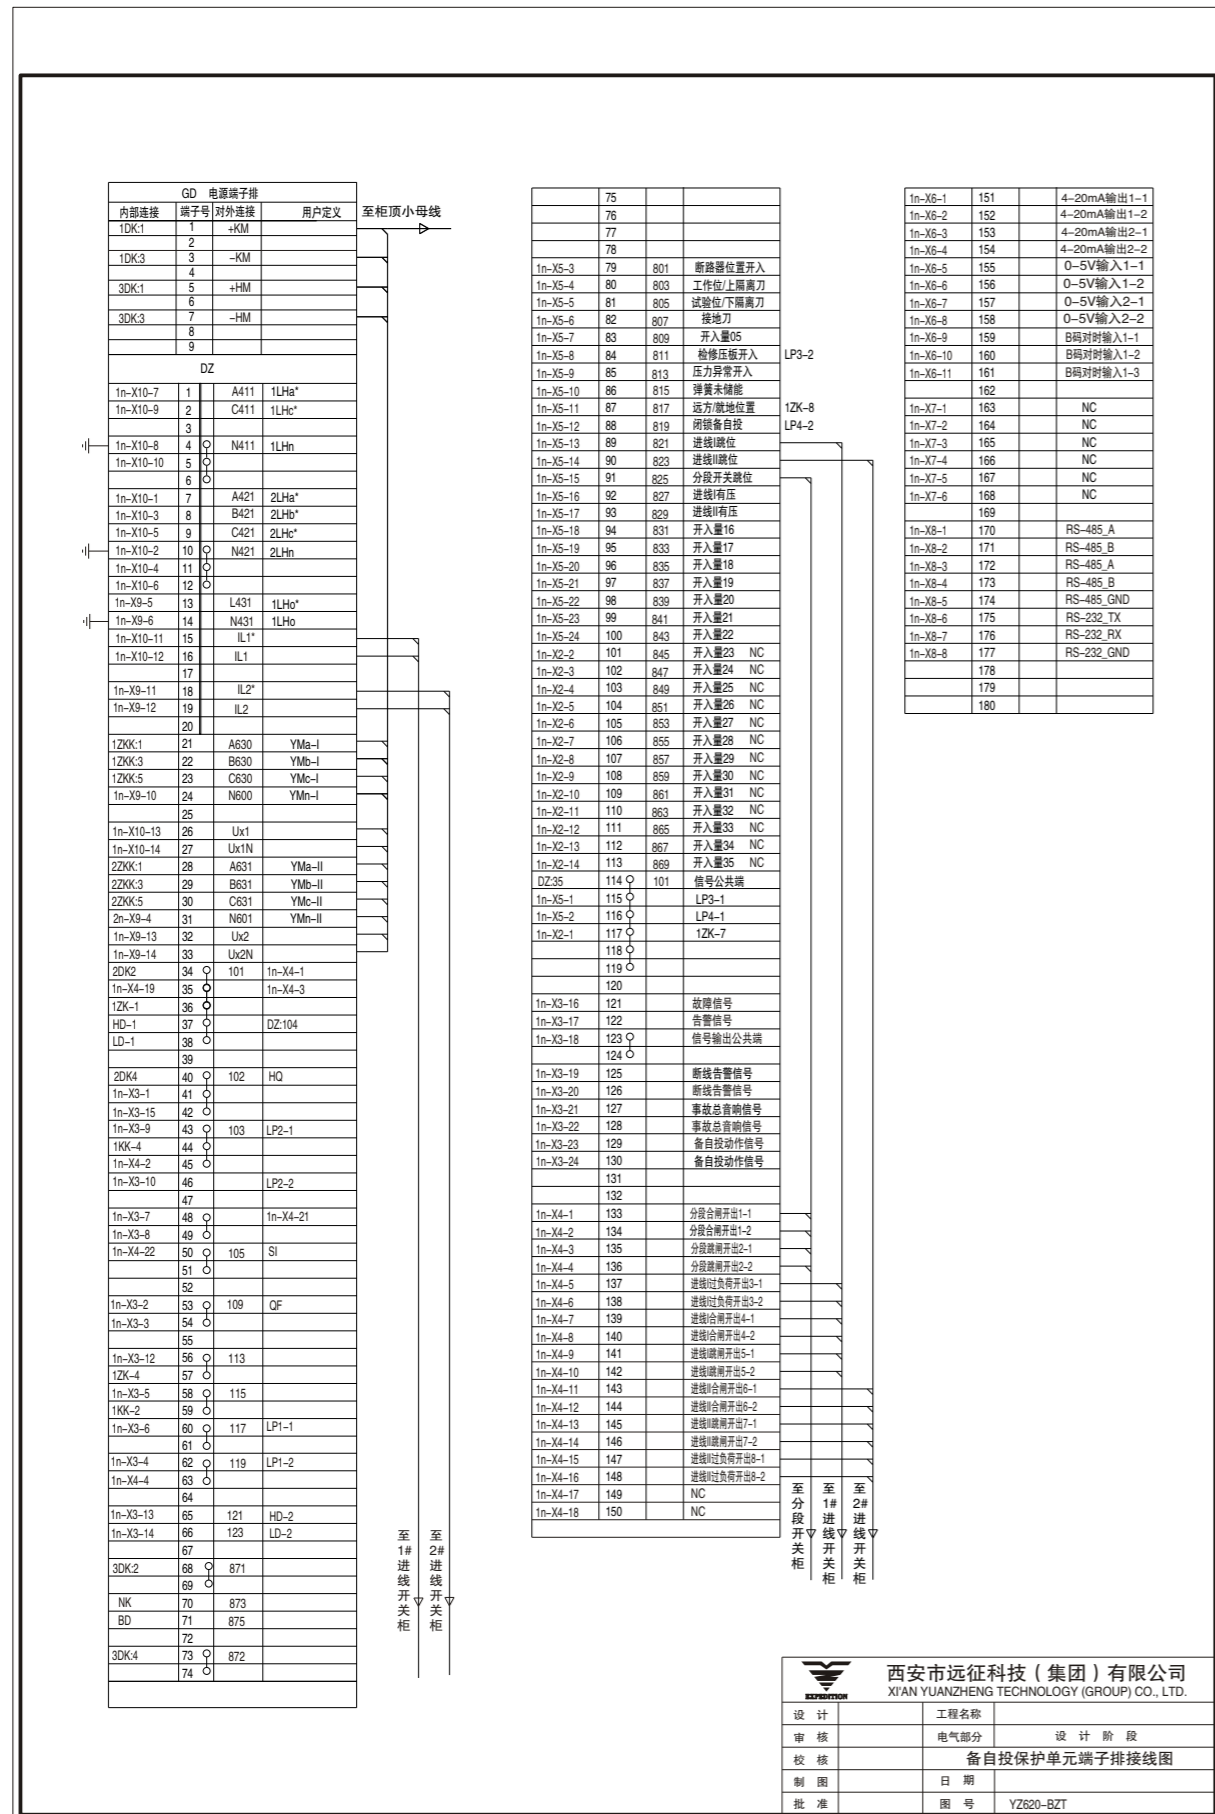 GD 电源端子排
内部连接 端子号 对外连接 用户定义 至柜顶小母线
1DK:1 1 +KM
2
1DK:3 3 −KM
4
3DK:1 5 +HM
6
3DK:3 7 −HM
8
9
DZ
1n−X10−7 1 A411 1LHa*
1n−X10−9 2 C411 1LHc*
3
1n−X10−8 4 N411 1LHn
1n−X10−10 5
6
1n−X10−1 7 A421 2LHa*
1n−X10−3 8 B421 2LHb*
1n−X10−5 9 C421 2LHc*
1n−X10−2 10 N421 2LHn
1n−X10−4 11
1n−X10−6 12
1n−X9−5 13 L431 1LHo*
1n−X9−6 14 N431 1LHo
1n−X10−11 15 IL1*
1n−X10−12 16 IL1
17
1n−X9−11 18 IL2*
1n−X9−12 19 IL2
20
1ZKK:1 21 A630 YMa−I
1ZKK:3 22 B630 YMb−I
1ZKK:5 23 C630 YMc−I
1n−X9−10 24 N600 YMn−I
25
1n−X10−13 26 Ux1
1n−X10−14 27 Ux1N
2ZKK:1 28 A631 YMa−II
2ZKK:3 29 B631 YMb−II
2ZKK:5 30 C631 YMc−II
2n−X9−4 31 N601 YMn−II
1n−X9−13 32 Ux2
1n−X9−14 33 Ux2N
2DK2 34 101 1n−X4−1
1n−X4−19 35 1n−X4−3
1ZK−1 36
HD−1 37 DZ:104
LD−1 38
39
2DK4 40 102 HQ
1n−X3−1 41
1n−X3−15 42
1n−X3−9 43 103 LP2−1
1KK−4 44
1n−X4−2 45
1n−X3−10 46 LP2−2
47
1n−X3−7 48 1n−X4−21
1n−X3−8 49
1n−X4−22 50 105 SI
51
52
1n−X3−2 53 109 QF
1n−X3−3 54
55
1n−X3−12 56 113
1ZK−4 57
1n−X3−5 58 115
1KK−2 59
1n−X3−6 60 117 LP1−1
61
1n−X3−4 62 119 LP1−2
1n−X4−4 63
64
1n−X3−13 65 121 HD−2
1n−X3−14 66 123 LD−2
67
3DK:2 68 871
69
NK 70 873
BD 71 875
72
3DK:4 73 872
74
至1#进线开关柜
至2#进线开关柜
75
76
77
78
1n−X5−3 79 801 断路器位置开入
1n−X5−4 80 803 工作位/上隔离刀
1n−X5−5 81 805 试验位/下隔离刀
1n−X5−6 82 807 接地刀
1n−X5−7 83 809 开入量05
1n−X5−8 84 811 检修压板开入 LP3−2
1n−X5−9 85 813 压力异常开入
1n−X5−10 86 815 弹簧未储能
1n−X5−11 87 817 远方/就地位置 1ZK−8
1n−X5−12 88 819 闭锁备自投 LP4−2
1n−X5−13 89 821 进线I跳位
1n−X5−14 90 823 进线II跳位
1n−X5−15 91 825 分段开关跳位
1n−X5−16 92 827 进线I有压
1n−X5−17 93 829 进线II有压
1n−X5−18 94 831 开入量16
1n−X5−19 95 833 开入量17
1n−X5−20 96 835 开入量18
1n−X5−21 97 837 开入量19
1n−X5−22 98 839 开入量20
1n−X5−23 99 841 开入量21
1n−X5−24 100 843 开入量22
1n−X2−2 101 845 开入量23 NC
1n−X2−3 102 847 开入量24 NC
1n−X2−4 103 849 开入量25 NC
1n−X2−5 104 851 开入量26 NC
1n−X2−6 105 853 开入量27 NC
1n−X2−7 106 855 开入量28 NC
1n−X2−8 107 857 开入量29 NC
1n−X2−9 108 859 开入量30 NC
1n−X2−10 109 861 开入量31 NC
1n−X2−11 110 863 开入量32 NC
1n−X2−12 111 865 开入量33 NC
1n−X2−13 112 867 开入量34 NC
1n−X2−14 113 869 开入量35 NC
DZ:35 114 101 信号公共端
1n−X5−1 115 LP3−1
1n−X5−2 116 LP4−1
1n−X2−1 117 1ZK−7
118
119
120
1n−X3−16 121 故障信号
1n−X3−17 122 告警信号
1n−X3−18 123 信号输出公共端
124
1n−X3−19 125 断线告警信号
1n−X3−20 126 断线告警信号
1n−X3−21 127 事故总音响信号
1n−X3−22 128 事故总音响信号
1n−X3−23 129 备自投动作信号
1n−X3−24 130 备自投动作信号
131
132
1n−X4−1 133 分段合闸开出1−1
1n−X4−2 134 分段合闸开出1−2
1n−X4−3 135 分段跳闸开出2−1
1n−X4−4 136 分段跳闸开出2−2
1n−X4−5 137 进线I过负荷开出3−1
1n−X4−6 138 进线I过负荷开出3−2
1n−X4−7 139 进线I合闸开出4−1
1n−X4−8 140 进线I合闸开出4−2
1n−X4−9 141 进线I跳闸开出5−1
1n−X4−10 142 进线I跳闸开出5−2
1n−X4−11 143 进线II合闸开出6−1
1n−X4−12 144 进线II合闸开出6−2
1n−X4−13 145 进线II跳闸开出7−1
1n−X4−14 146 进线II跳闸开出7−2
1n−X4−15 147 进线II过负荷开出8−1
1n−X4−16 148 进线II过负荷开出8−2
1n−X4−17 149 NC
1n−X4−18 150 NC
至分段开关柜
至1#进线开关柜
至2#进线开关柜
1n−X6−1 151 4−20mA输出1−1
1n−X6−2 152 4−20mA输出1−2
1n−X6−3 153 4−20mA输出2−1
1n−X6−4 154 4−20mA输出2−2
1n−X6−5 155 0−5V输入1−1
1n−X6−6 156 0−5V输入1−2
1n−X6−7 157 0−5V输入2−1
1n−X6−8 158 0−5V输入2−2
1n−X6−9 159 B码对时输入1−1
1n−X6−10 160 B码对时输入1−2
1n−X6−11 161 B码对时输入1−3
162
1n−X7−1 163 NC
1n−X7−2 164 NC
1n−X7−3 165 NC
1n−X7−4 166 NC
1n−X7−5 167 NC
1n−X7−6 168 NC
169
1n−X8−1 170 RS−485_A
1n−X8−2 171 RS−485_B
1n−X8−3 172 RS−485_A
1n−X8−4 173 RS−485_B
1n−X8−5 174 RS−485_GND
1n−X8−6 175 RS−232_TX
1n−X8−7 176 RS−232_RX
1n−X8−8 177 RS−232_GND
178
179
180
EXPEDITION
西安市远征科技（集团）有限公司
XI'AN YUANZHENG TECHNOLOGY (GROUP) CO., LTD.
设 计 工程名称
审 核 电气部分 设 计 阶 段
校 核 备自投保护单元端子排接线图
制 图 日 期
批 准 图 号 YZ620−BZT